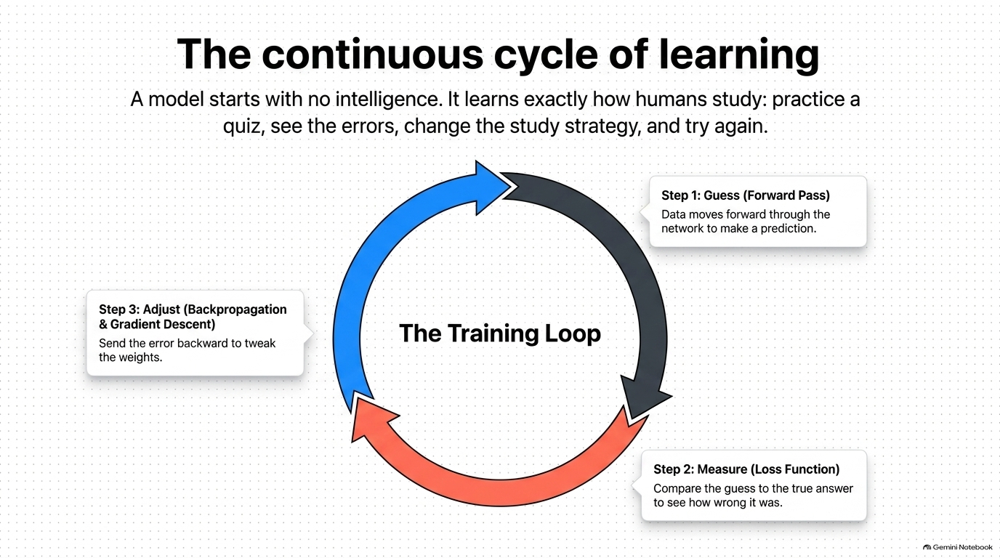 The continuous cycle of learning
A model starts with no intelligence. It learns exactly how humans study: practice a
quiz, see the errors, change the study strategy, and try again.
Step 1: Guess (Forward Pass)
Data moves forward through the
network to make a prediction.
Step 3: Adjust (Backpropagation
& Gradient Descent)
Send the error backward to tweak
the weights.
The Training Loop
Step 2: Measure (Loss Function)
Compare the guess to the true answer
to see how wrong it was.
Gemini Notebook